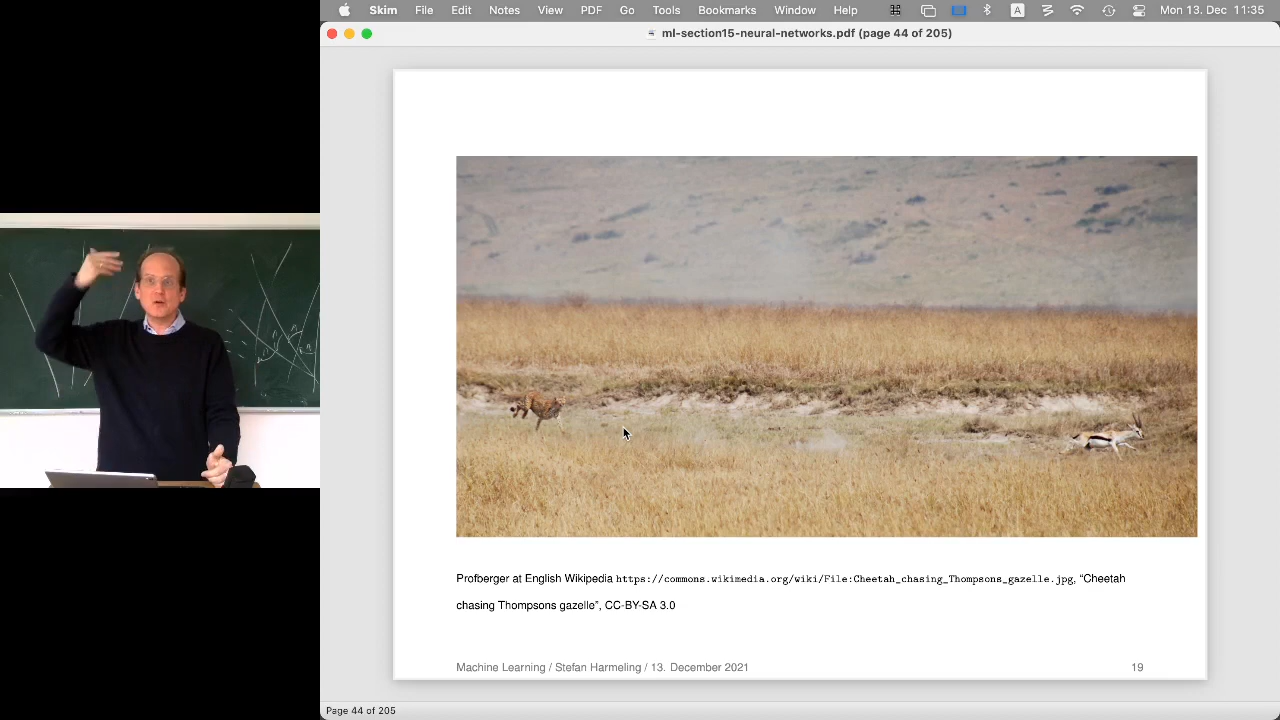 Skim File Edit Notes View PDF Go Tools Bookmarks Window Help A Mon 13. Dec 11:35
ml-section15-neural-networks.pdf (page 44 of 205)
Profberger at English Wikipedia https://commons.wikimedia.org/wiki/File:Cheetah_chasing_Thompsons_gazelle.jpg, “Cheetah
chasing Thompsons gazelle”, CC-BY-SA 3.0
Machine Learning / Stefan Harmeling / 13. December 2021 19
Page 44 of 205